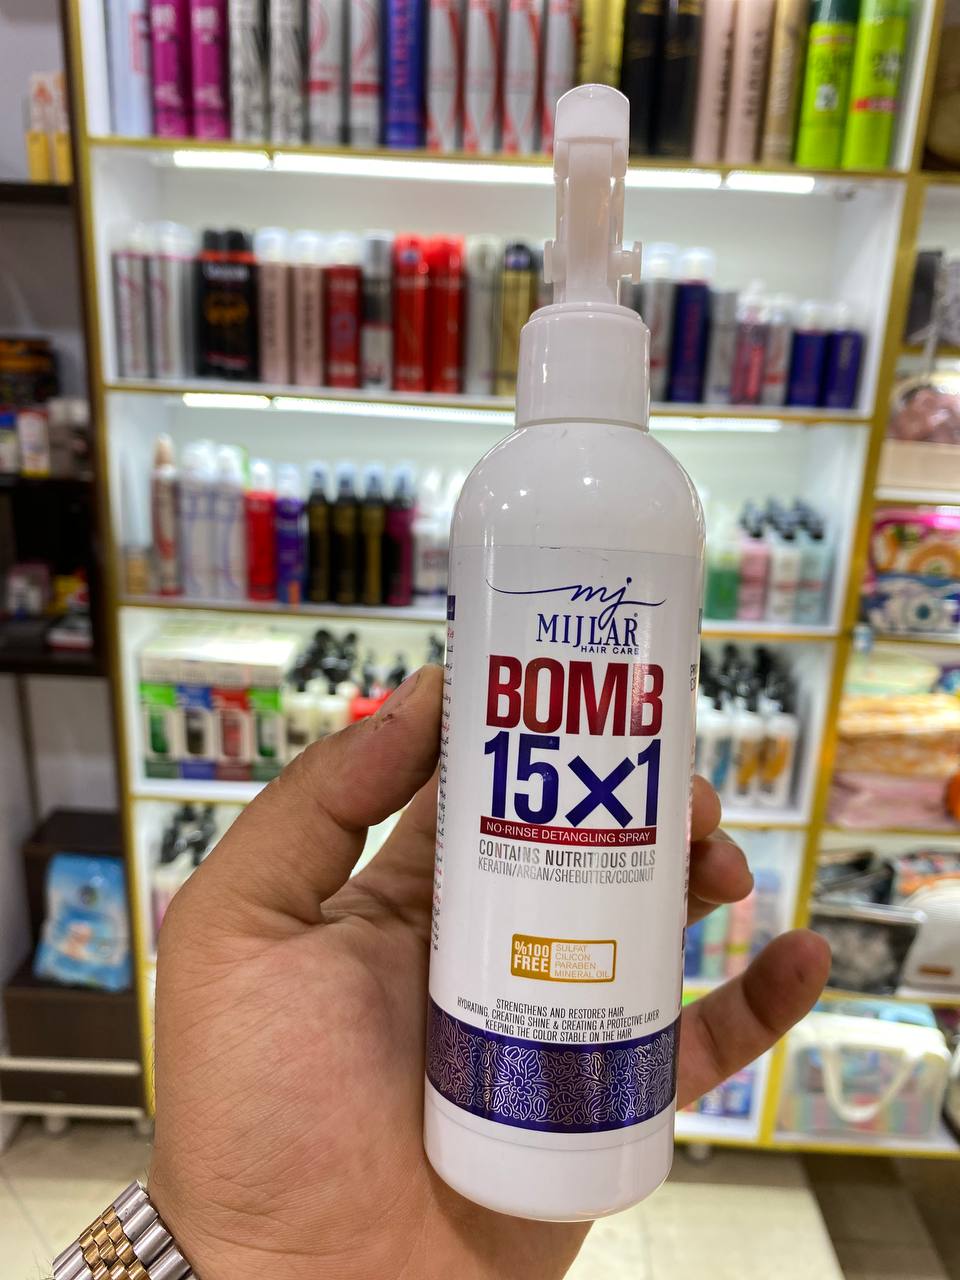 mj
MIJLAR®
HAIR CARE
BOMB
15×1
NO-RINSE DETANGLING SPRAY
CONTAINS NUTRITIOUS OILS
KERATIN/ARGAN/SHEBUTTER/COCONUT
%100
FREE
SULFAT
CILICON
PARABEN
MINERAL OIL
STRENGTHENS AND RESTORES HAIR
HYDRATING, CREATING SHINE & CREATING A PROTECTIVE LAYER
KEEPING THE COLOR STABLE ON THE HAIR